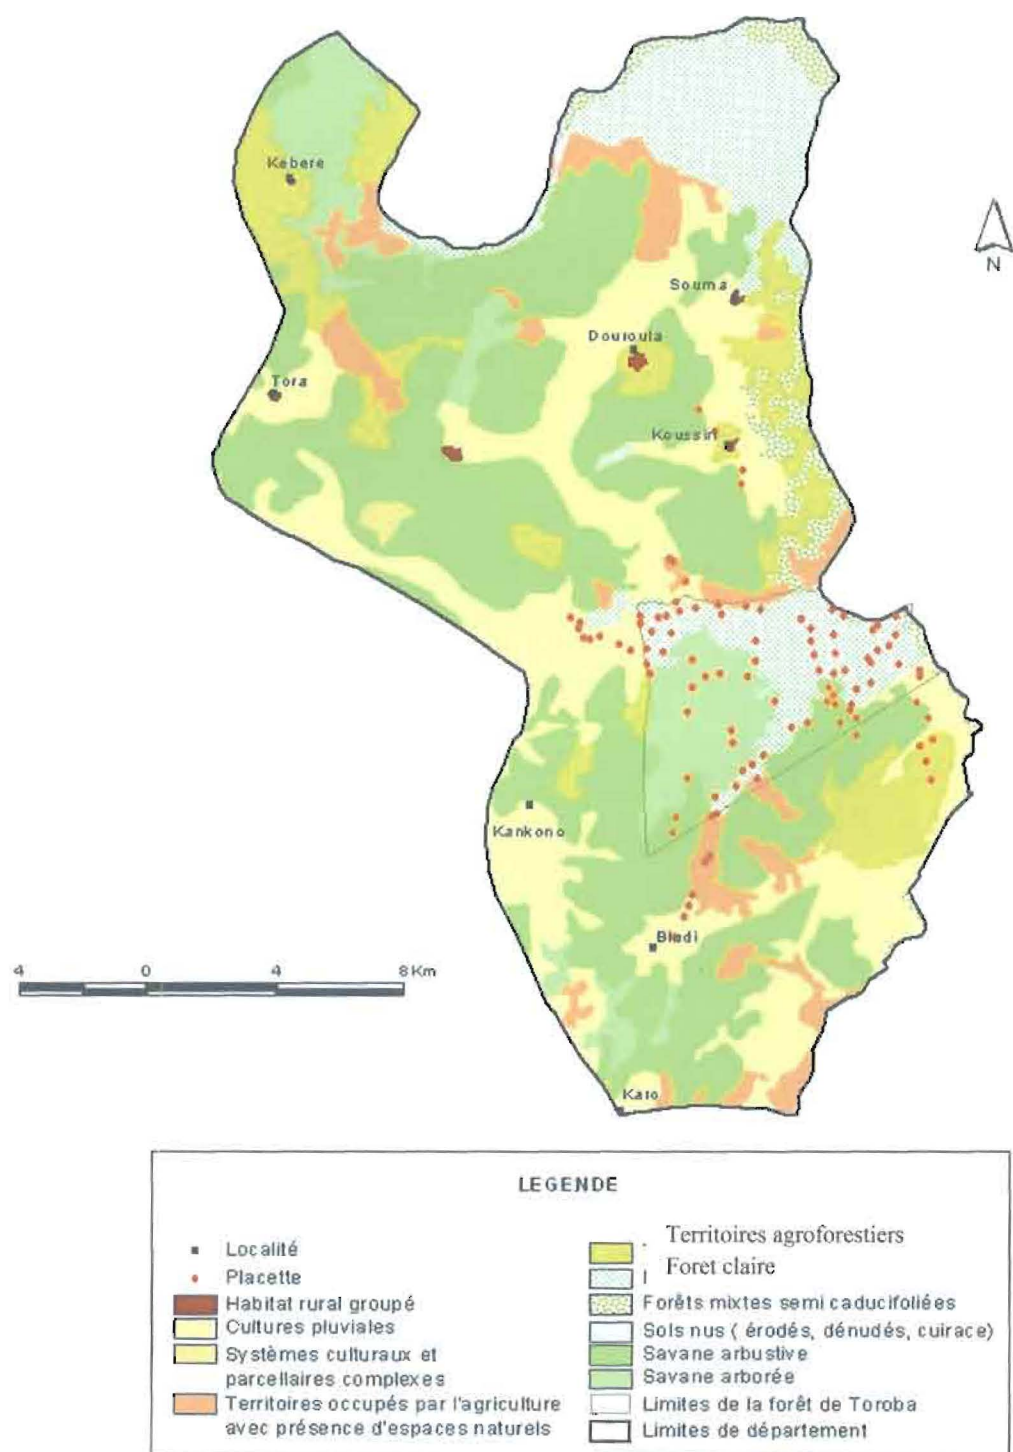 Kebere
N
Souma
Douroula
Tora
Koussiri
Kankono
Bladi
4 0 4 8 Km
Karo
LEGENDE
Localité
Placette
Habitat rural groupé
Cultures pluviales
Systèmes culturaux et
parcellaires complexes
Territoires occupés par l'agriculture
avec présence d'espaces naturels
Territoires agroforestiers
Foret claire
Forêts mixtes semi caducifoliées
Sols nus ( érodés, dénudés, cuirace)
Savane arbustive
Savane arborée
Limites de la forêt de Toroba
Limites de département